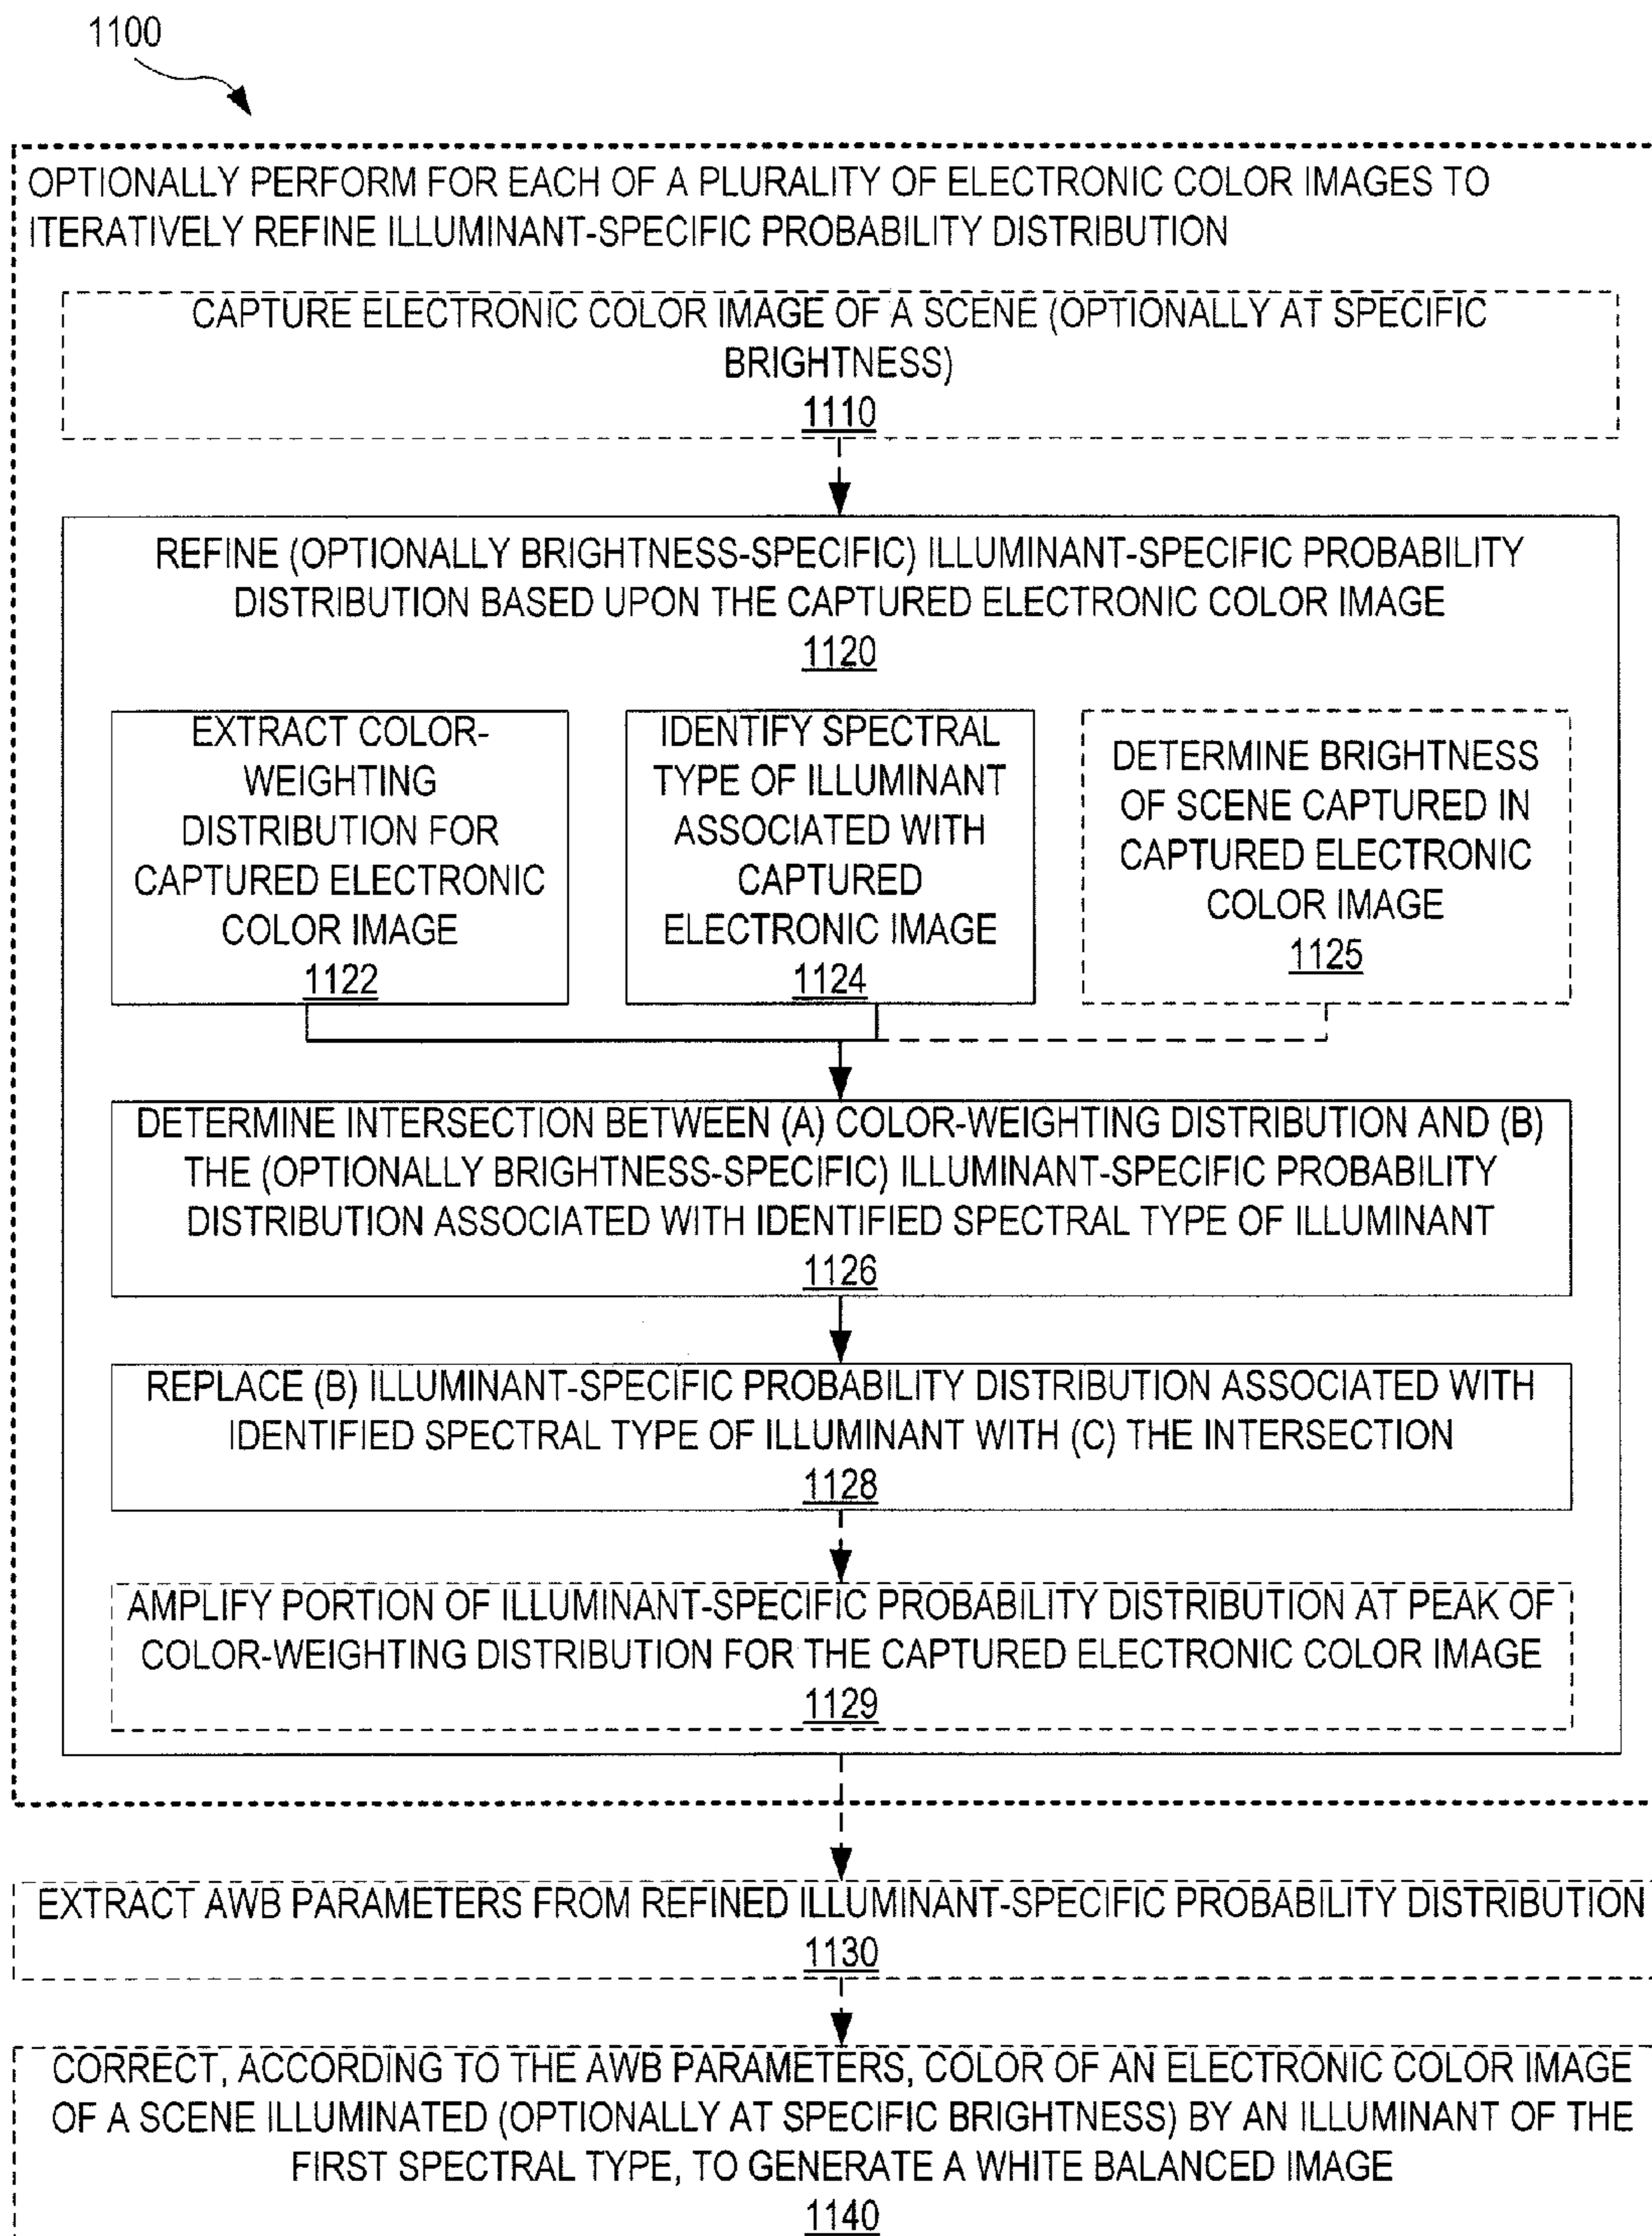 1100
OPTIONALLY PERFORM FOR EACH OF A PLURALITY OF ELECTRONIC COLOR IMAGES TO
ITERATIVELY REFINE ILLUMINANT-SPECIFIC PROBABILITY DISTRIBUTION
CAPTURE ELECTRONIC COLOR IMAGE OF A SCENE (OPTIONALLY AT SPECIFIC
BRIGHTNESS)
1110
REFINE (OPTIONALLY BRIGHTNESS-SPECIFIC) ILLUMINANT-SPECIFIC PROBABILITY
DISTRIBUTION BASED UPON THE CAPTURED ELECTRONIC COLOR IMAGE
1120
EXTRACT COLOR-
WEIGHTING
DISTRIBUTION FOR
CAPTURED ELECTRONIC
COLOR IMAGE
1122
IDENTIFY SPECTRAL
TYPE OF ILLUMINANT
ASSOCIATED WITH
CAPTURED
ELECTRONIC IMAGE
1124
DETERMINE BRIGHTNESS
OF SCENE CAPTURED IN
CAPTURED ELECTRONIC
COLOR IMAGE
1125
DETERMINE INTERSECTION BETWEEN (A) COLOR-WEIGHTING DISTRIBUTION AND (B)
THE (OPTIONALLY BRIGHTNESS-SPECIFIC) ILLUMINANT-SPECIFIC PROBABILITY
DISTRIBUTION ASSOCIATED WITH IDENTIFIED SPECTRAL TYPE OF ILLUMINANT
1126
REPLACE (B) ILLUMINANT-SPECIFIC PROBABILITY DISTRIBUTION ASSOCIATED WITH
IDENTIFIED SPECTRAL TYPE OF ILLUMINANT WITH (C) THE INTERSECTION
1128
AMPLIFY PORTION OF ILLUMINANT-SPECIFIC PROBABILITY DISTRIBUTION AT PEAK OF
COLOR-WEIGHTING DISTRIBUTION FOR THE CAPTURED ELECTRONIC COLOR IMAGE
1129
EXTRACT AWB PARAMETERS FROM REFINED ILLUMINANT-SPECIFIC PROBABILITY DISTRIBUTION
1130
CORRECT, ACCORDING TO THE AWB PARAMETERS, COLOR OF AN ELECTRONIC COLOR IMAGE
OF A SCENE ILLUMINATED (OPTIONALLY AT SPECIFIC BRIGHTNESS) BY AN ILLUMINANT OF THE
FIRST SPECTRAL TYPE, TO GENERATE A WHITE BALANCED IMAGE
1140